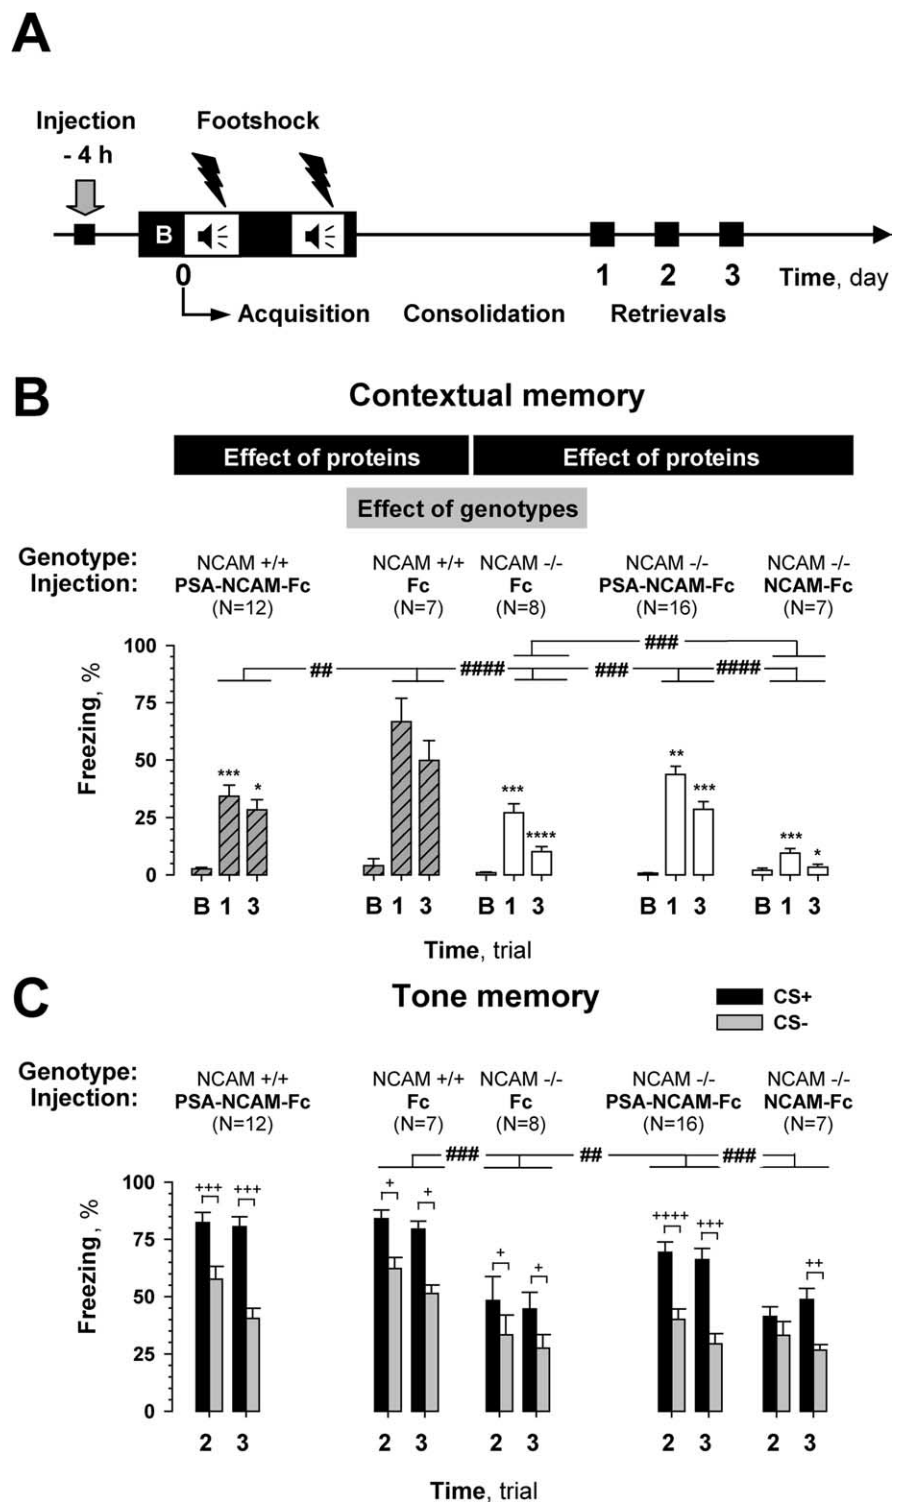 A
Injection
- 4 h
Footshock
B
0
1 2 3
Time, day
Acquisition Consolidation Retrievals
B
Contextual memory
Effect of proteins Effect of proteins
Effect of genotypes
Genotype: NCAM +/+ NCAM +/+ NCAM -/- NCAM -/- NCAM -/-
Injection: PSA-NCAM-Fc Fc Fc PSA-NCAM-Fc NCAM-Fc
(N=12) (N=7) (N=8) (N=16) (N=7)
###
## #### ### ####
100
75
50
25
0
Freezing, %
*** * *** **** ** *** *** *
B 1 3 B 1 3 B 1 3 B 1 3 B 1 3
Time, trial
C
Tone memory
CS+
CS-
Genotype: NCAM +/+ NCAM +/+ NCAM -/- NCAM -/- NCAM -/-
Injection: PSA-NCAM-Fc Fc Fc PSA-NCAM-Fc NCAM-Fc
(N=12) (N=7) (N=8) (N=16) (N=7)
### ## ###
100
75
50
25
0
Freezing, %
+++ +++ + + + + ++++ +++ ++
2 3 2 3 2 3 2 3 2 3
Time, trial